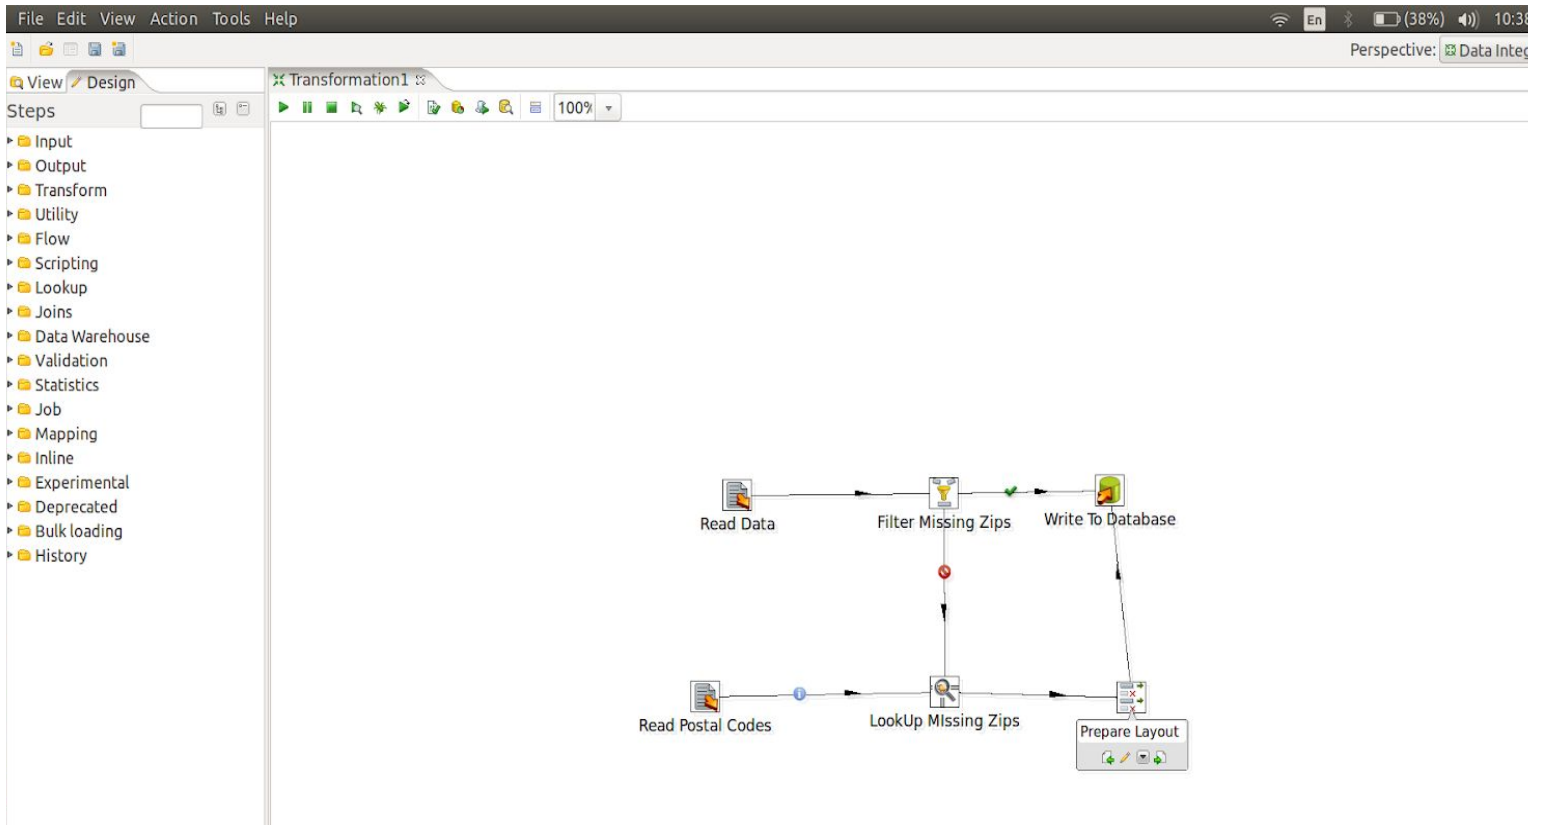 File Edit View Action Tools Help
En (38%) 10:38
Perspective: Data Integ
View Design
Transformation1
Steps
100%
Input
Output
Transform
Utility
Flow
Scripting
Lookup
Joins
Data Warehouse
Validation
Statistics
Job
Mapping
Inline
Experimental
Deprecated
Bulk loading
History
Read Data
Filter Missing Zips
Write To Database
Read Postal Codes
LookUp MIssing Zips
Prepare Layout